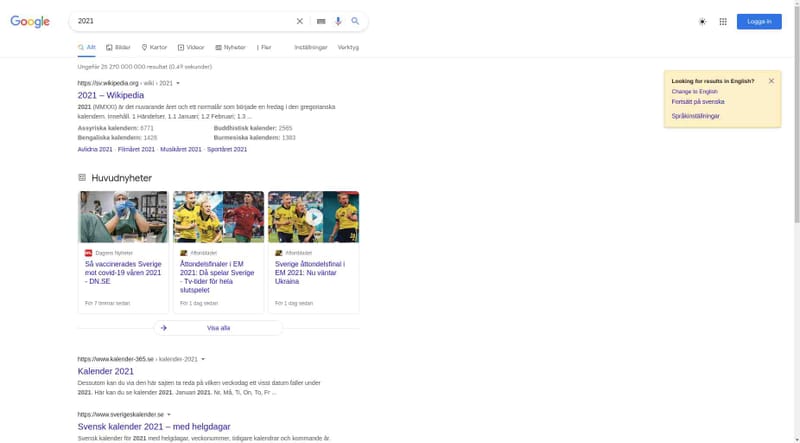 Google
2021
Logga in
Allt Bilder Kartor Videor Nyheter Fler Inställningar Verktyg
Ungefär 25 270 000 000 resultat (0,49 sekunder)
https://sv.wikipedia.org › wiki › 2021
2021 – Wikipedia
2021 (MMXXI) är det nuvarande året och ett normalår som började en fredag i den gregorianska
kalendern. Innehåll. 1 Händelser. 1.1 Januari; 1.2 Februari; 1.3 ...
Assyriska kalendern: 6771 Buddhistisk kalender: 2565
Bengaliska kalendern: 1428 Burmesiska kalendern: 1383
Avlidna 2021 · Filmåret 2021 · Musikåret 2021 · Sportåret 2021
Looking for results in English?
Change to English
Fortsätt på svenska
Språkinställningar
Huvudnyheter
DN. Dagens Nyheter
Så vaccinerades Sverige
mot covid-19 våren 2021
- DN.SE
För 7 timmar sedan
Aftonbladet
Åttondelsfinaler i EM
2021: Då spelar Sverige
- Tv-tider för hela
slutspelet
För 1 dag sedan
Aftonbladet
Sverige åttondelsfinal i
EM 2021: Nu väntar
Ukraina
För 1 dag sedan
Visa alla
https://www.kalender-365.se › kalender-2021
Kalender 2021
Dessutom kan du via den här sajten ta reda på vilken veckodag ett visst datum faller under
2021. Här kan du se kalender 2021. Januari 2021. Nr, Må, Ti, On, To, Fr ...
https://www.sverigeskalender.se
Svensk kalender 2021 – med helgdagar
Svensk kalender för 2021 med helgdagar, veckonummer, tidigare kalendrar och kommande år.